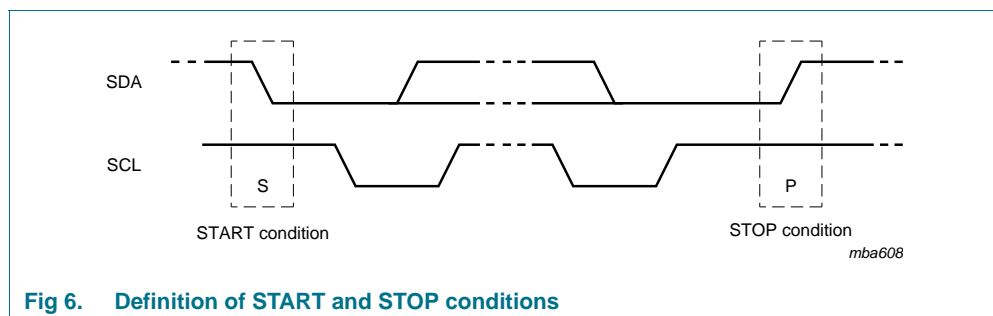 SDA
SCL
S
P
START condition
STOP condition
mba608
Fig 6. Definition of START and STOP conditions